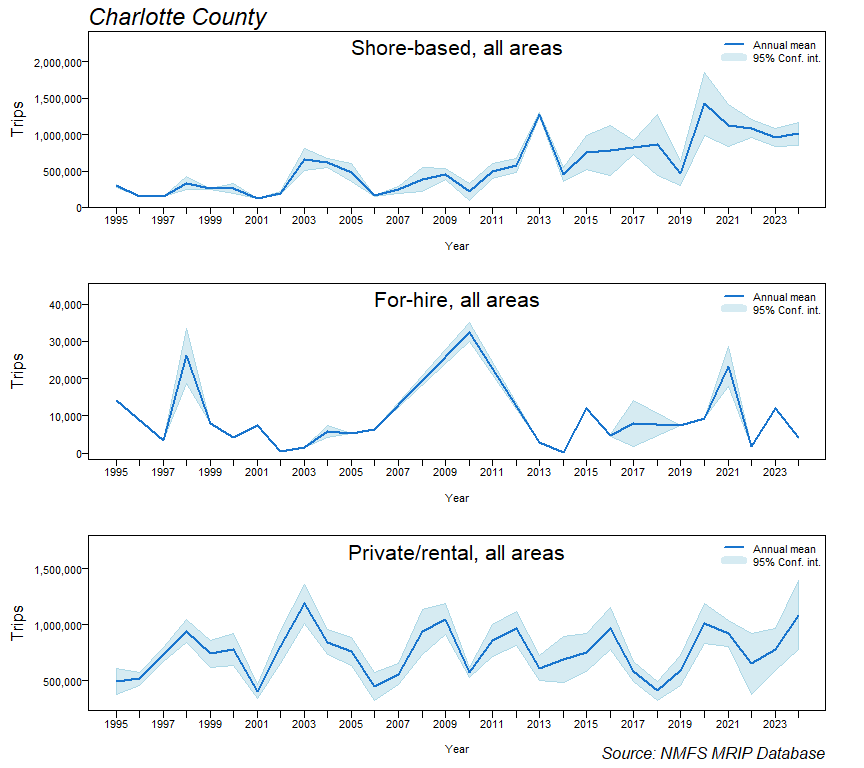 Charlotte County
Shore-based, all areas
Annual mean
95% Conf. int.
Trips
2,000,000
1,500,000
1,000,000
500,000
0
1995 1997 1999 2001 2003 2005 2007 2009 2011 2013 2015 2017 2019 2021 2023
Year
For-hire, all areas
Annual mean
95% Conf. int.
Trips
40,000
30,000
20,000
10,000
0
1995 1997 1999 2001 2003 2005 2007 2009 2011 2013 2015 2017 2019 2021 2023
Year
Private/rental, all areas
Annual mean
95% Conf. int.
Trips
1,500,000
1,000,000
500,000
1995 1997 1999 2001 2003 2005 2007 2009 2011 2013 2015 2017 2019 2021 2023
Year
Source: NMFS MRIP Database